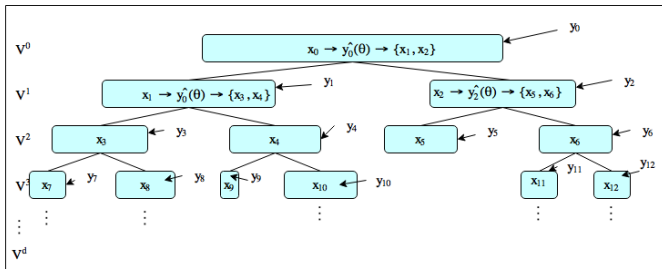 y₀
V⁰ x₀ → ŷ₀(θ) → {x₁, x₂}
y₁ y₂
V¹ x₁ → ŷ₀(θ) → {x₃, x₄} x₂ → ŷ₂(θ) → {x₅, x₆}
V² x₃ y₃ x₄ y₄ x₅ y₅ x₆ y₆
V³ x₇ y₇ x₈ y₈ x₉ y₉ x₁₀ y₁₀ x₁₁ y₁₁ x₁₂ y₁₂
⋮ ⋮ ⋮ ⋮ ⋮
⋮
V^d